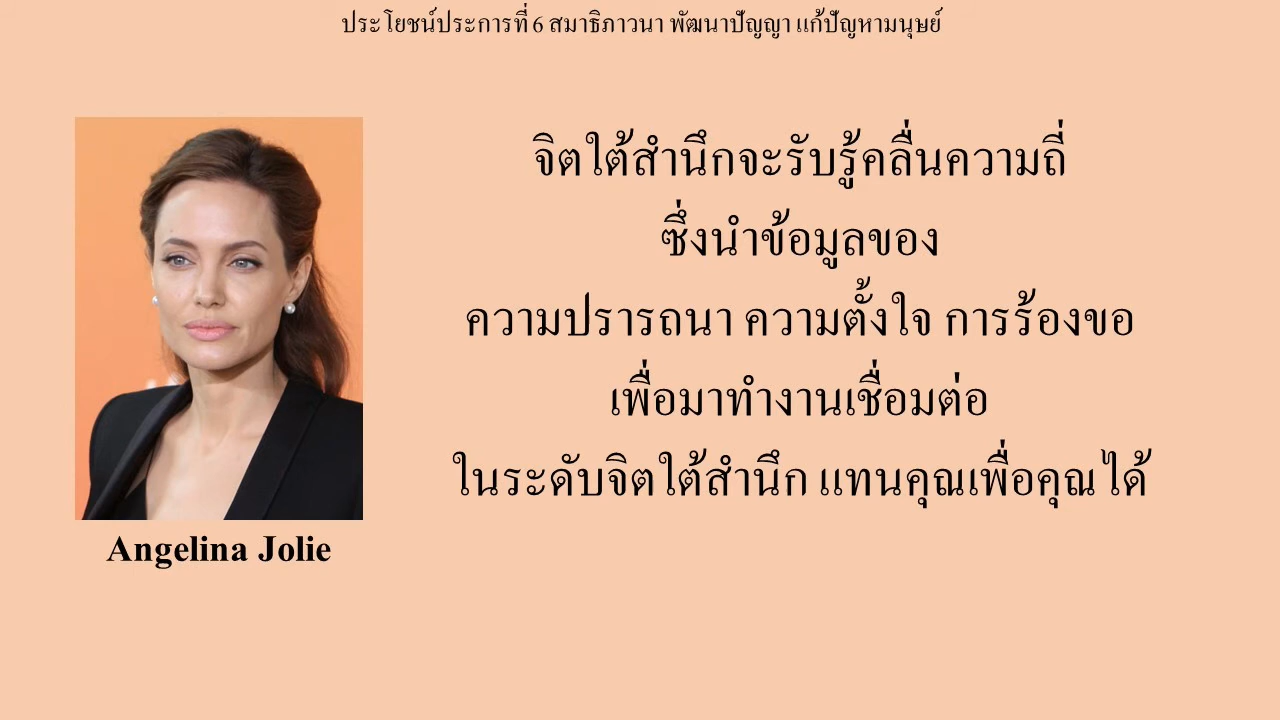 ประโยชน์ประการที่ 6 สมาธิภาวนา พัฒนาปัญญา แก้ปัญหามนุษย์
จิตใต้สำนึกจะรับรู้คลื่นความถี่
ซึ่งนำข้อมูลของ
ความปรารถนา ความตั้งใจ การร้องขอ
เพื่อมาทำงานเชื่อมต่อ
ในระดับจิตใต้สำนึก แทนคุณเพื่อคุณได้
Angelina Jolie